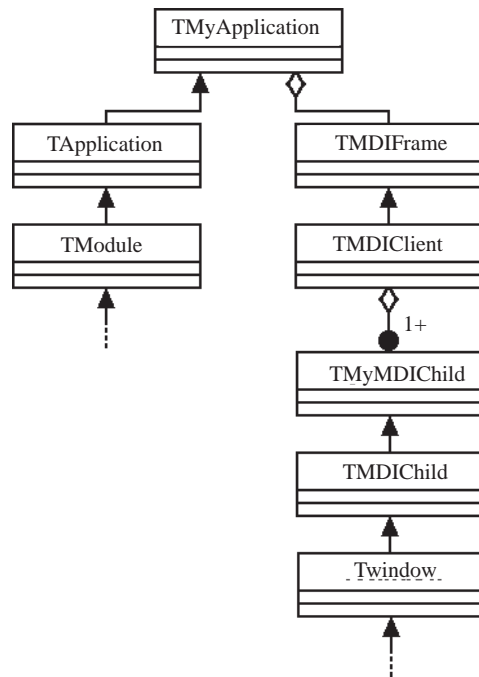 TMyApplication
TApplication
TMDIFrame
TModule
TMDIClient
1+
TMyMDIChild
TMDIChild
Twindow